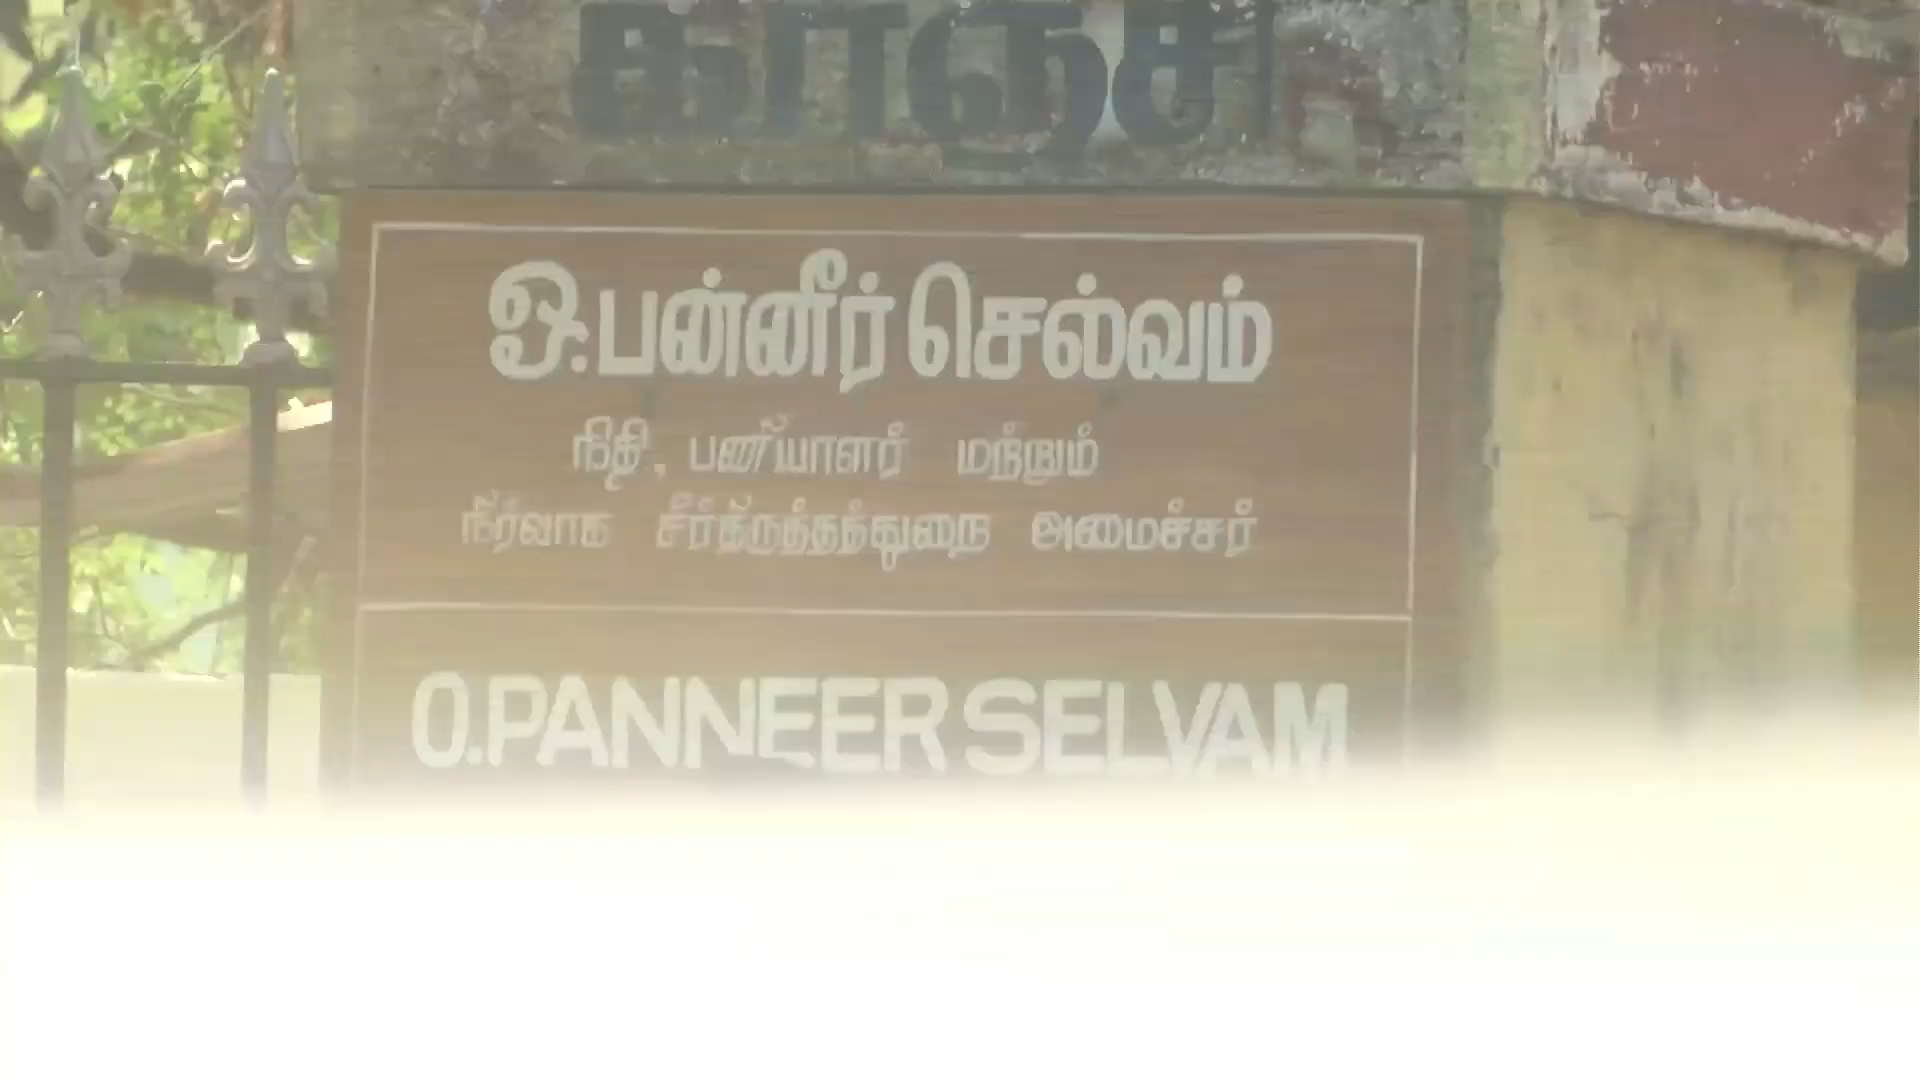 காஞ்சி
ஓ.பன்னீர் செல்வம்
நிதி, பணியாளர் மற்றும்
நிர்வாக சீர்திருத்தத்துறை அமைச்சர்
O.PANNEER SELVAM